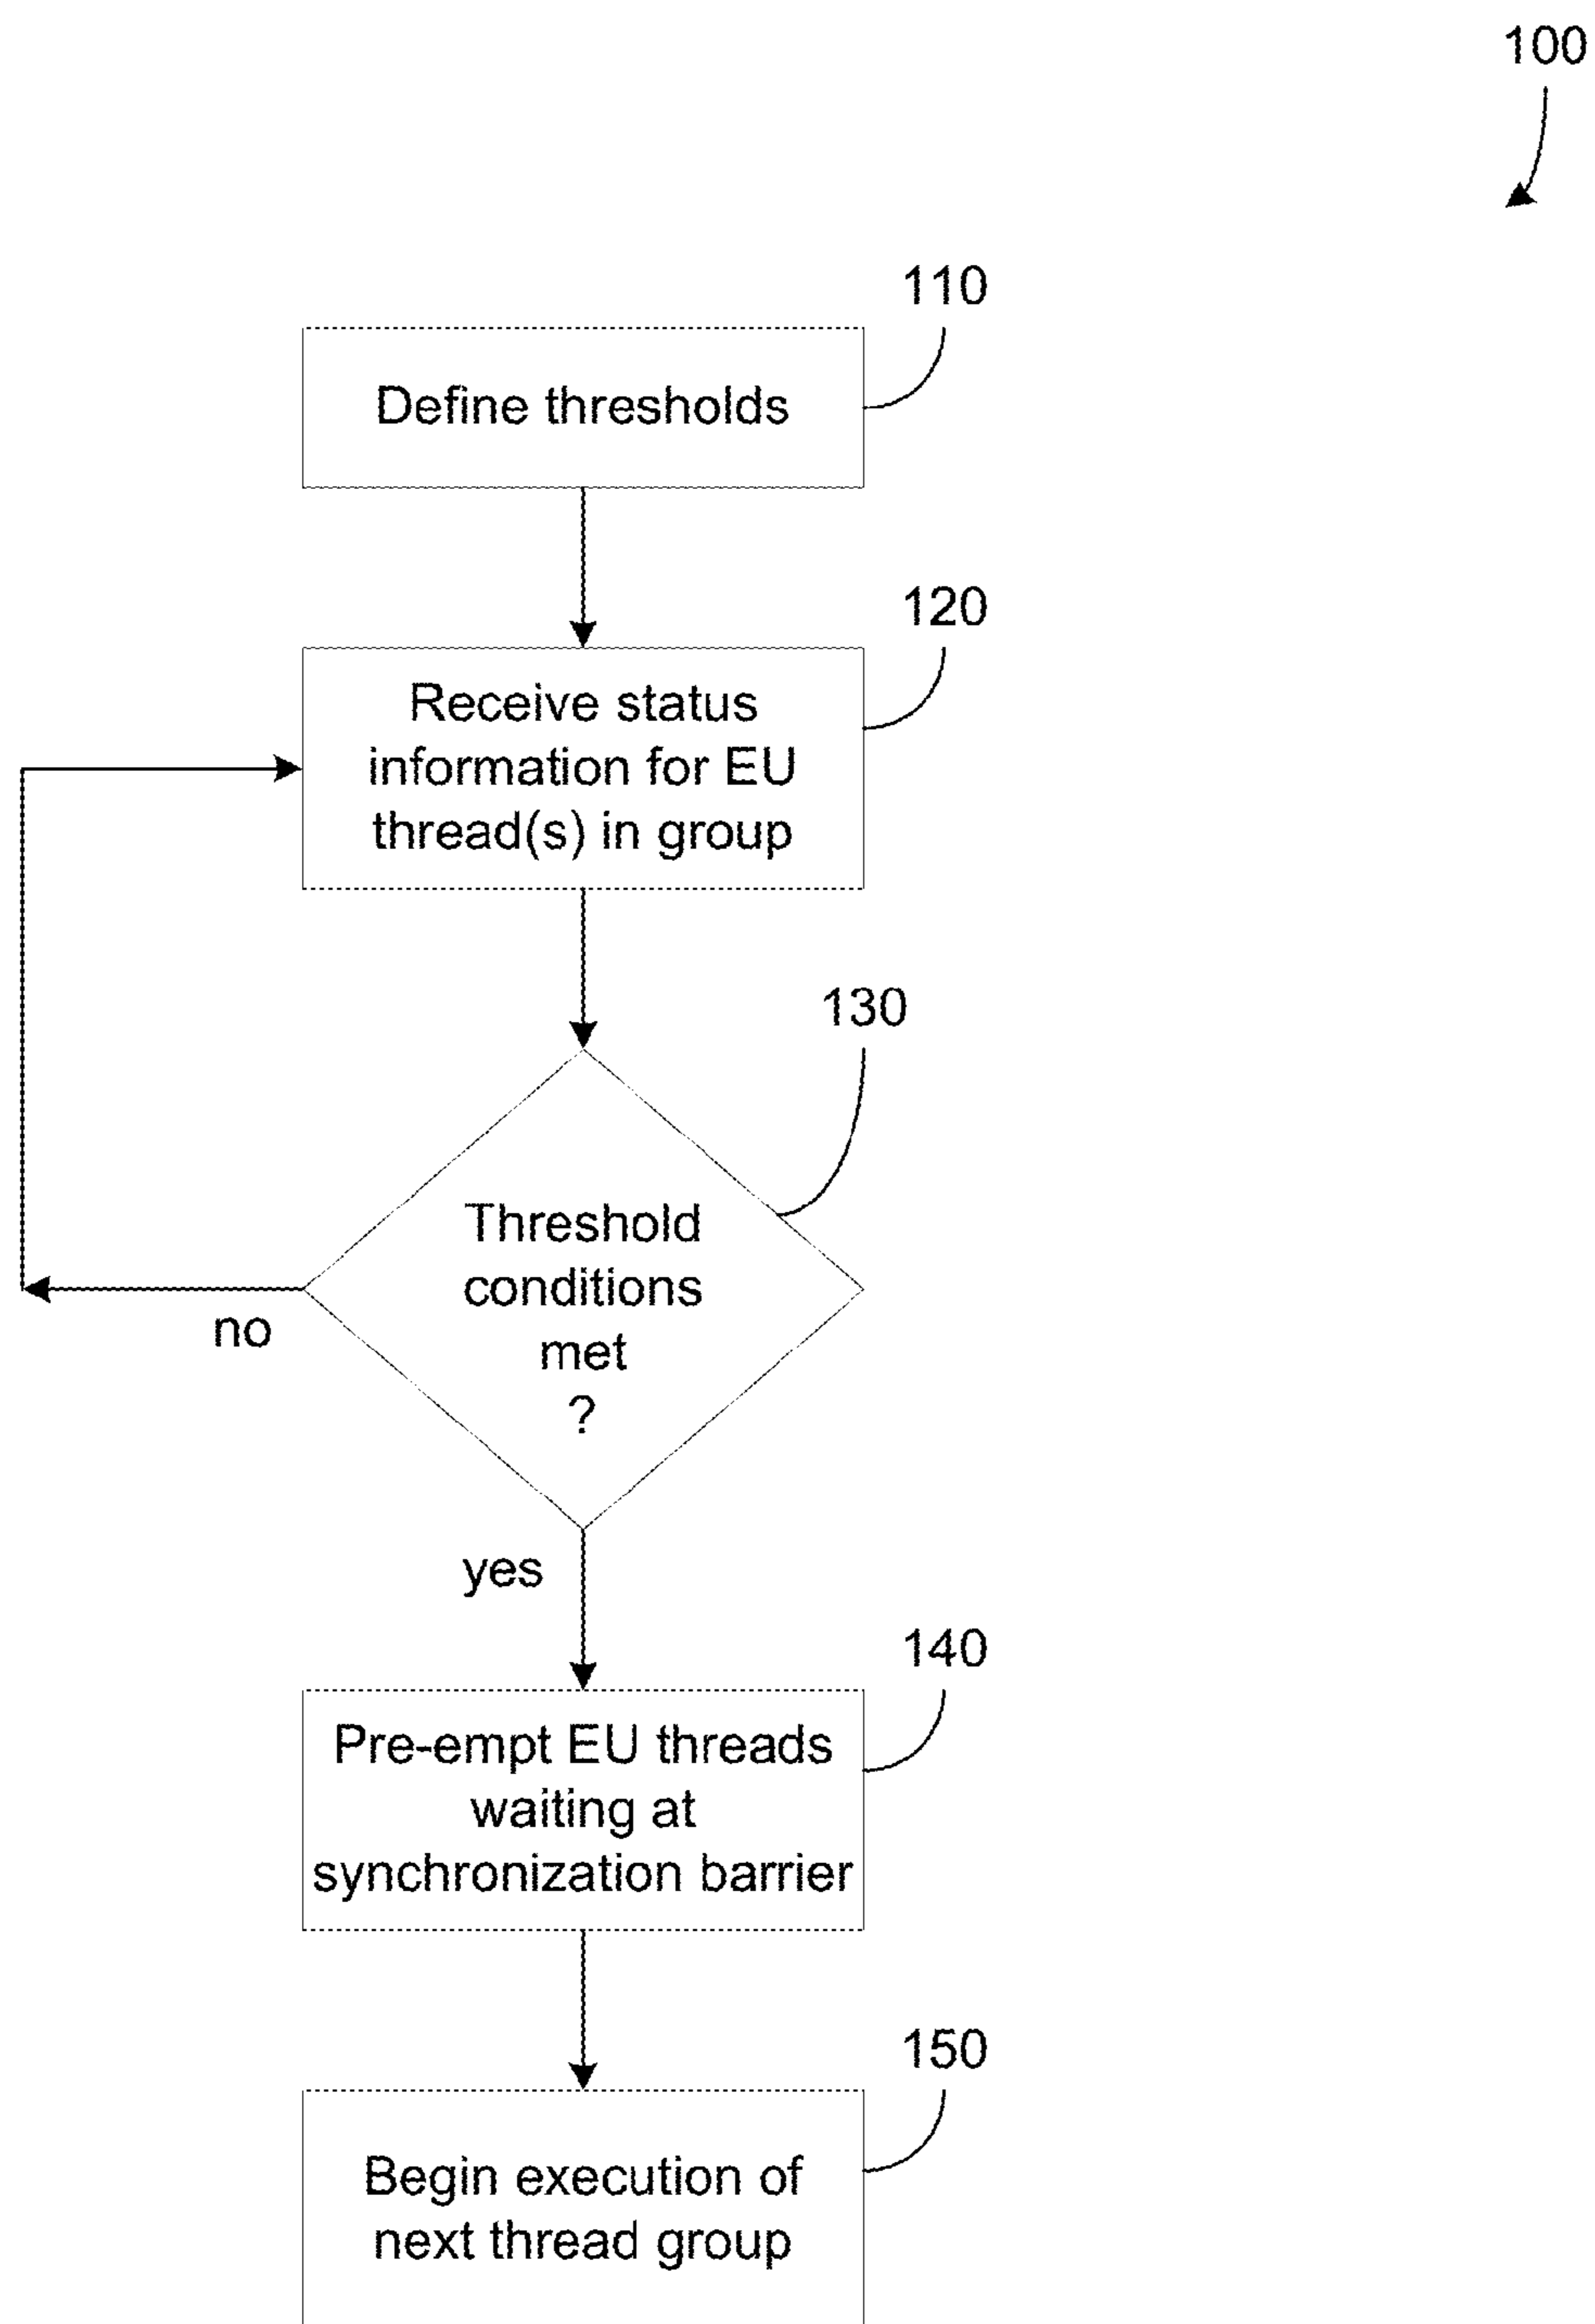 100
110
Define thresholds
120
Receive status
information for EU
thread(s) in group
130
Threshold
conditions
met
?
no
yes
140
Pre-empt EU threads
waiting at
synchronization barrier
150
Begin execution of
next thread group